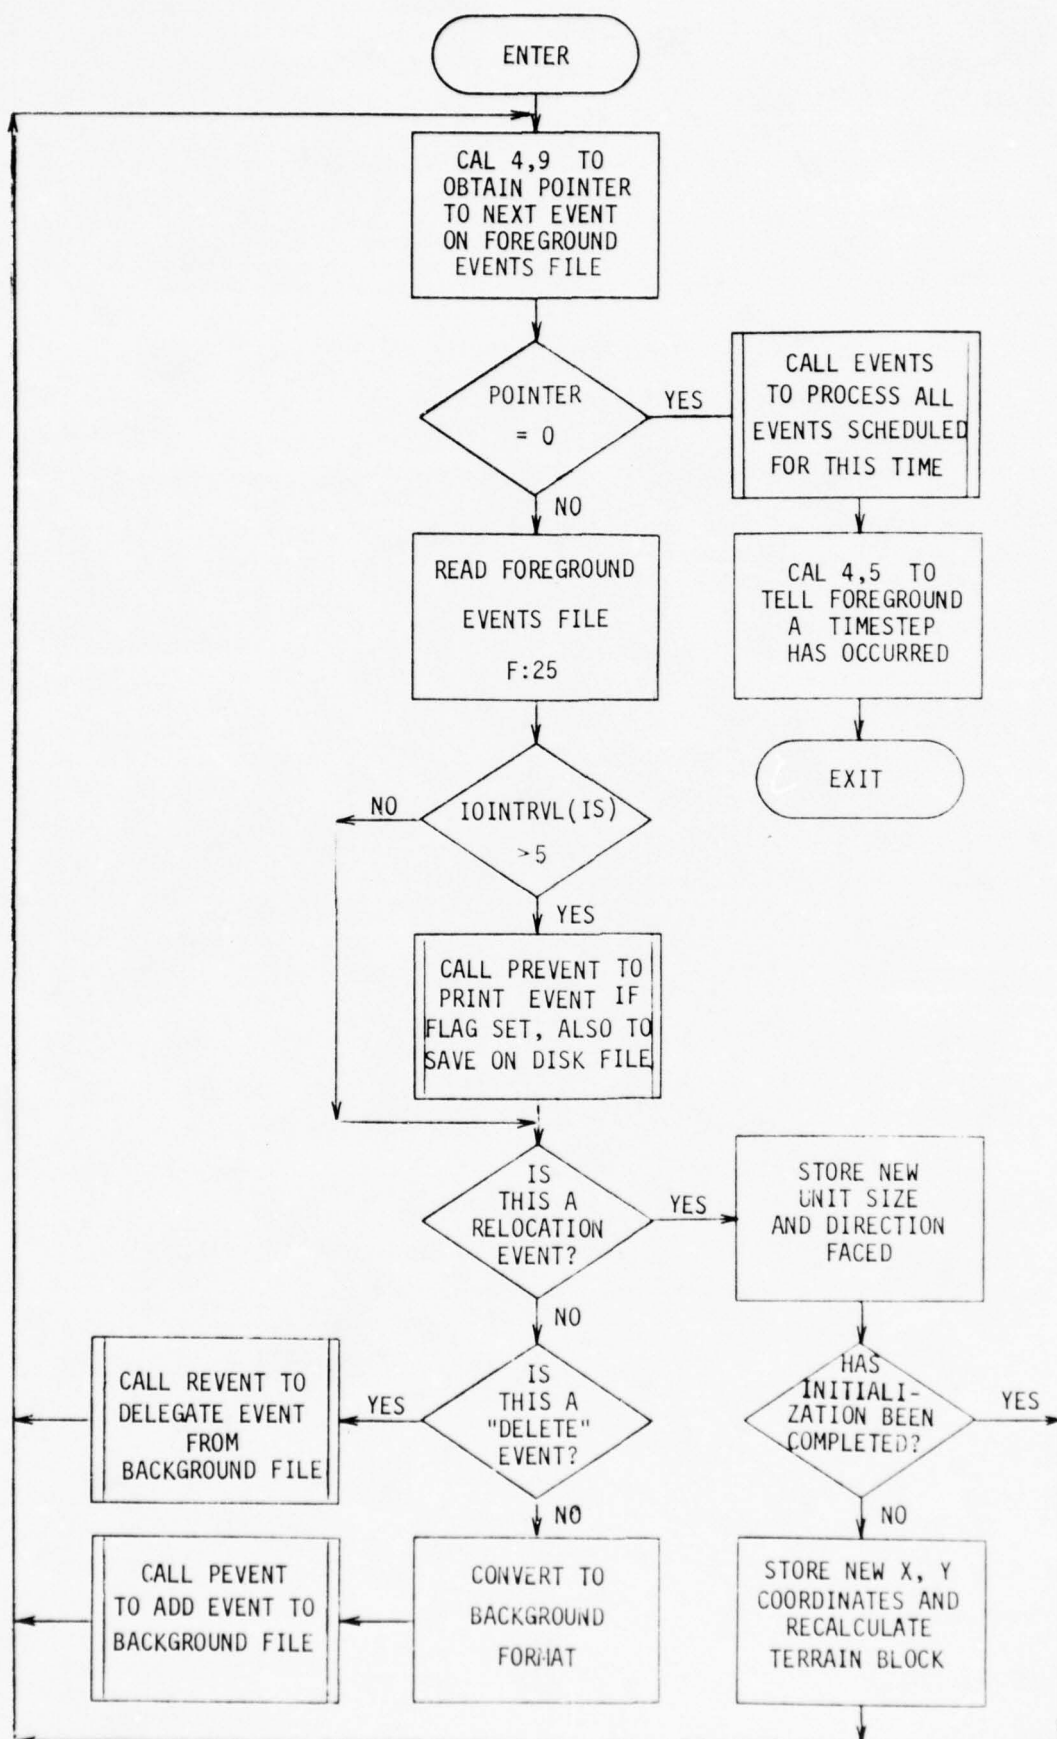 ENTER
CAL 4,9 TO
OBTAIN POINTER
TO NEXT EVENT
ON FOREGROUND
EVENTS FILE
POINTER
= 0
YES
CALL EVENTS
TO PROCESS ALL
EVENTS SCHEDULED
FOR THIS TIME
NO
READ FOREGROUND
EVENTS FILE
F:25
CAL 4,5 TO
TELL FOREGROUND
A TIMESTEP
HAS OCCURRED
EXIT
IOINTRVL(IS)
>5
NO
YES
CALL PREVENT TO
PRINT EVENT IF
FLAG SET, ALSO TO
SAVE ON DISK FILE
IS
THIS A
RELOCATION
EVENT?
YES
STORE NEW
UNIT SIZE
AND DIRECTION
FACED
NO
IS
THIS A
"DELETE"
EVENT?
YES
CALL REVENT TO
DELEGATE EVENT
FROM
BACKGROUND FILE
HAS
INITIALI-
ZATION BEEN
COMPLETED?
YES
NO
NO
CONVERT TO
BACKGROUND
FORMAT
CALL PEVENT
TO ADD EVENT TO
BACKGROUND FILE
STORE NEW X, Y
COORDINATES AND
RECALCULATE
TERRAIN BLOCK